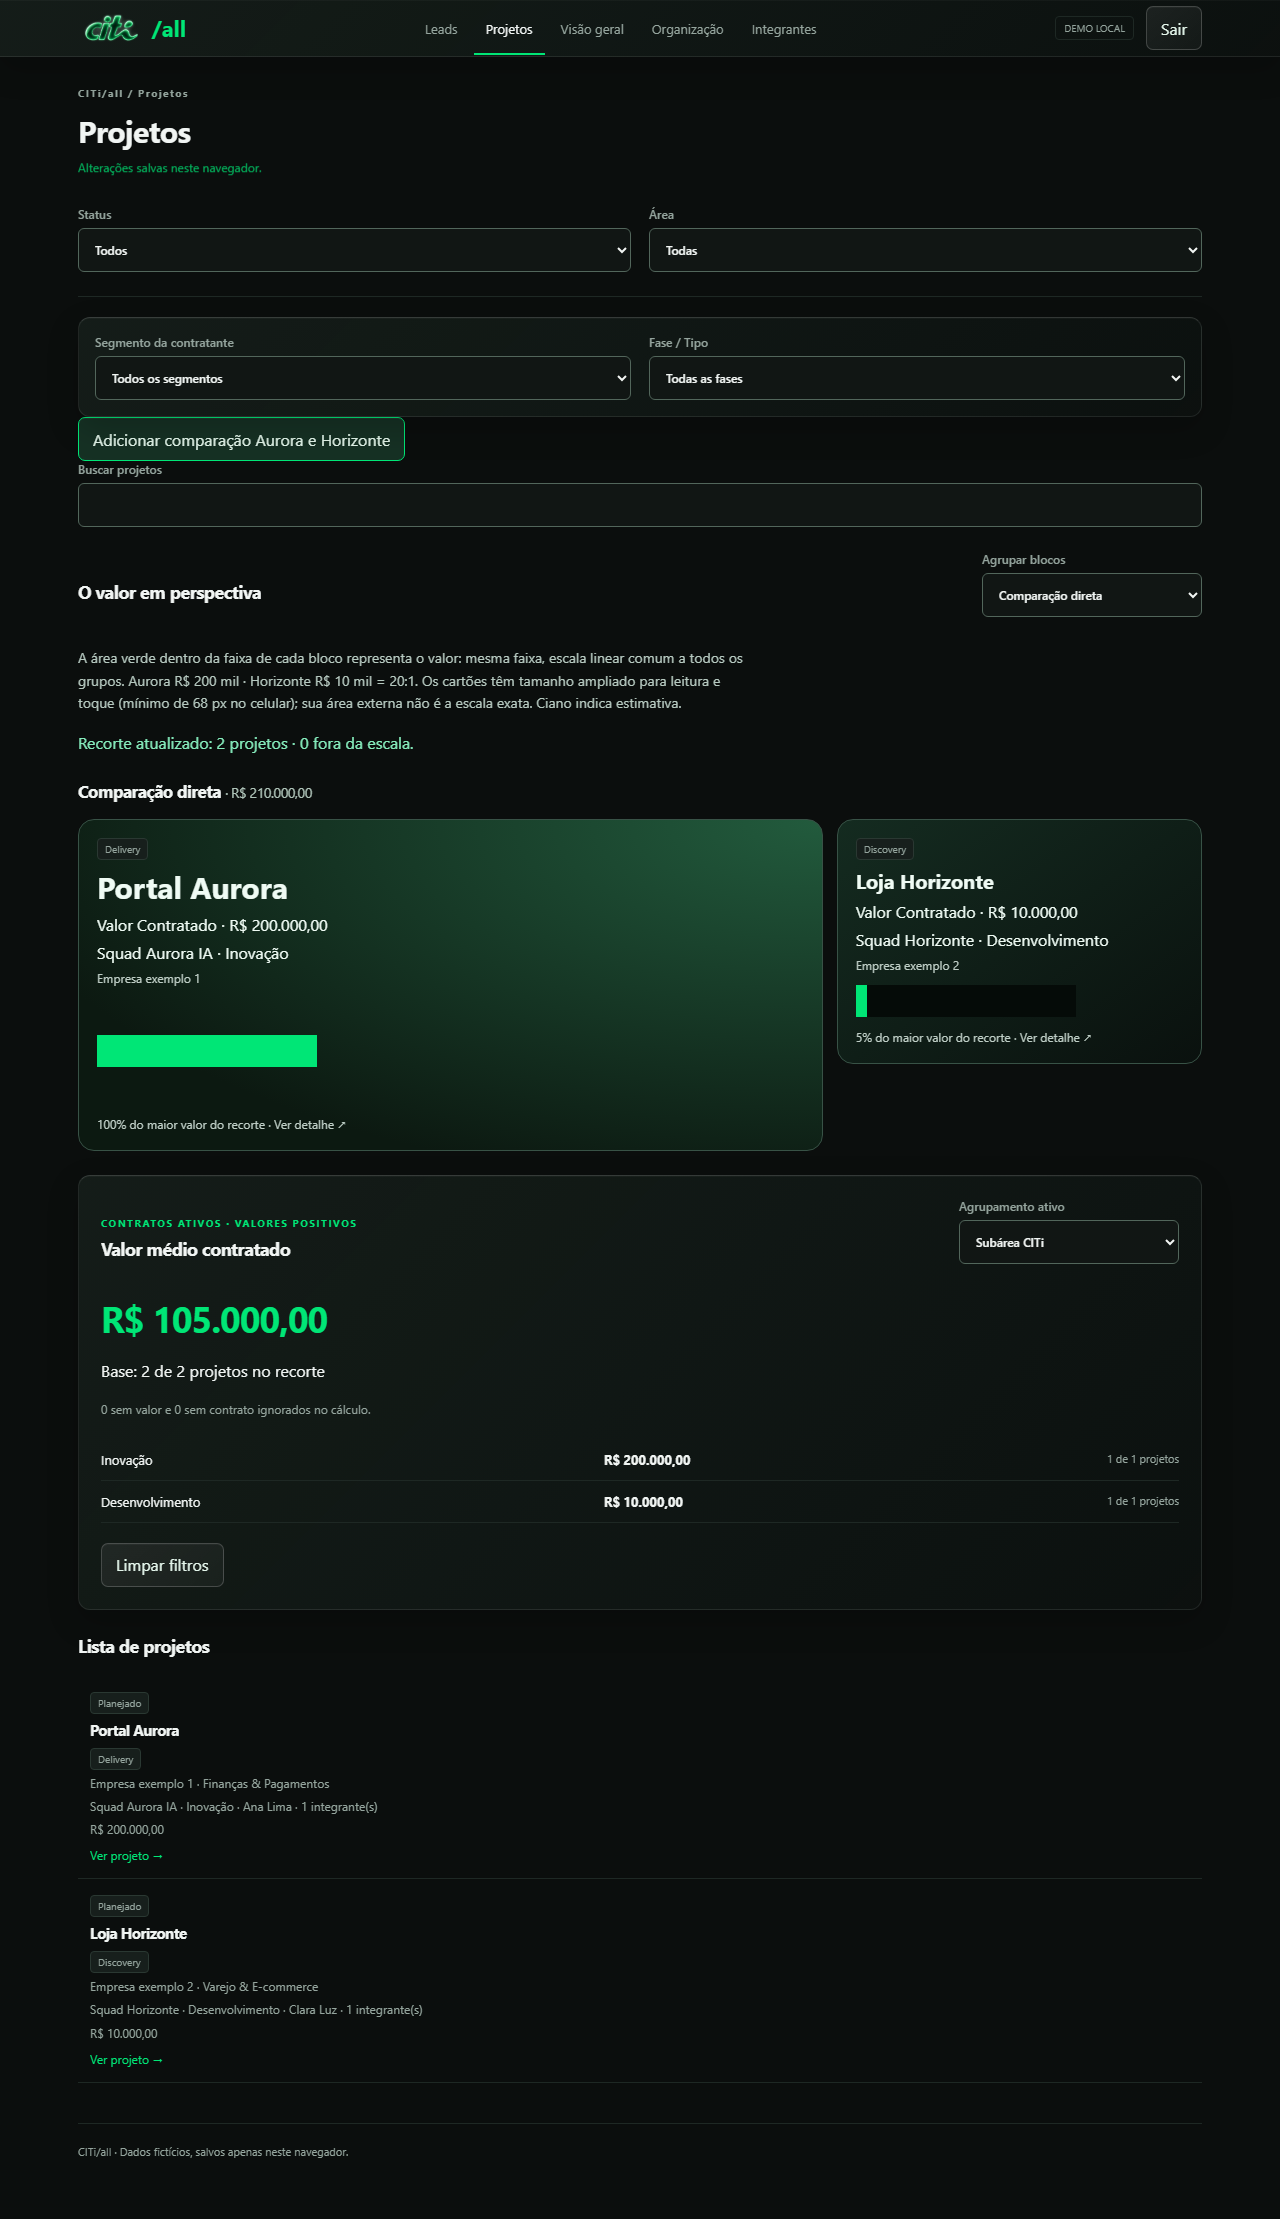 citi /all
Leads
Projetos
Visão geral
Organização
Integrantes
DEMO LOCAL
Sair
CITi/all / Projetos
Projetos
Alterações salvas neste navegador.
Status
Área
Todos
Todas
Segmento da contratante
Fase / Tipo
Todos os segmentos
Todas as fases
Adicionar comparação Aurora e Horizonte
Buscar projetos
O valor em perspectiva
Agrupar blocos
Comparação direta
A área verde dentro da faixa de cada bloco representa o valor: mesma faixa, escala linear comum a todos os
grupos. Aurora R$ 200 mil · Horizonte R$ 10 mil = 20:1. Os cartões têm tamanho ampliado para leitura e
toque (mínimo de 68 px no celular); sua área externa não é a escala exata. Ciano indica estimativa.
Recorte atualizado: 2 projetos · 0 fora da escala.
Comparação direta · R$ 210.000,00
Delivery
Portal Aurora
Valor Contratado · R$ 200.000,00
Squad Aurora IA · Inovação
Empresa exemplo 1
100% do maior valor do recorte · Ver detalhe ↗
Discovery
Loja Horizonte
Valor Contratado · R$ 10.000,00
Squad Horizonte · Desenvolvimento
Empresa exemplo 2
5% do maior valor do recorte · Ver detalhe ↗
CONTRATOS ATIVOS · VALORES POSITIVOS
Valor médio contratado
Agrupamento ativo
Subárea CITi
R$ 105.000,00
Base: 2 de 2 projetos no recorte
0 sem valor e 0 sem contrato ignorados no cálculo.
Inovação R$ 200.000,00 1 de 1 projetos
Desenvolvimento R$ 10.000,00 1 de 1 projetos
Limpar filtros
Lista de projetos
Planejado
Portal Aurora
Delivery
Empresa exemplo 1 · Finanças & Pagamentos
Squad Aurora IA · Inovação · Ana Lima · 1 integrante(s)
R$ 200.000,00
Ver projeto →
Planejado
Loja Horizonte
Discovery
Empresa exemplo 2 · Varejo & E-commerce
Squad Horizonte · Desenvolvimento · Clara Luz · 1 integrante(s)
R$ 10.000,00
Ver projeto →
CITi/all · Dados fictícios, salvos apenas neste navegador.